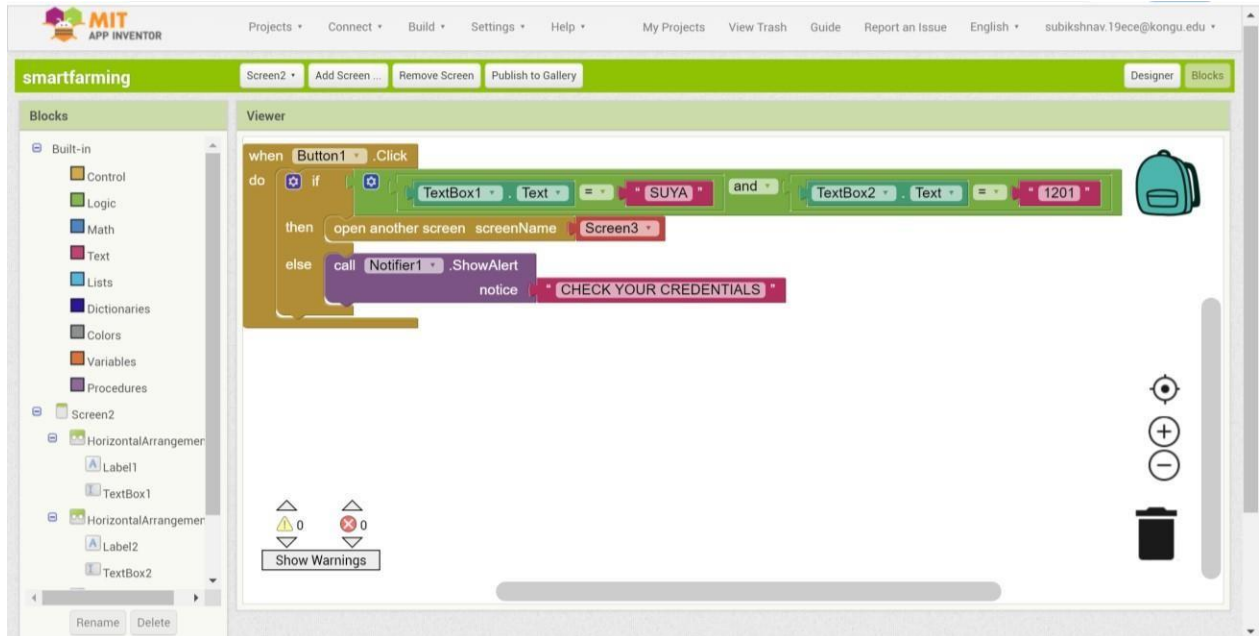 MIT
APP INVENTOR
Projects Connect Build Settings Help My Projects View Trash Guide Report an Issue English subikshnav.19ece@kongu.edu
smartfarming Screen2 Add Screen ... Remove Screen Publish to Gallery Designer Blocks
Blocks
Built-in
Control
Logic
Math
Text
Lists
Dictionaries
Colors
Variables
Procedures
Screen2
HorizontalArrangemen
Label1
TextBox1
HorizontalArrangemen
Label2
TextBox2
Rename Delete
Viewer
when Button1 .Click
do if TextBox1 . Text = " SUYA " and TextBox2 . Text = " 1201 "
then open another screen screenName Screen3
else call Notifier1 .ShowAlert
notice " CHECK YOUR CREDENTIALS "
0 0
Show Warnings